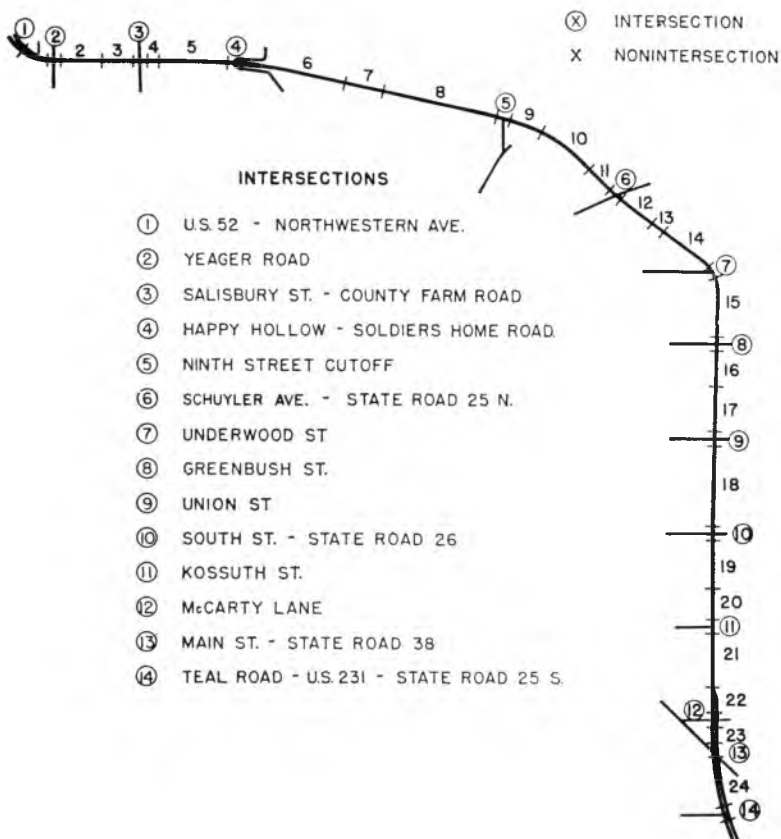 Ⓧ INTERSECTION
X NONINTERSECTION
① 1 ② 2 3 ③ 4 5 ④ 6 7 8 ⑤ 9 10 11 ⑥ 12 13 14 ⑦
15
⑧
16
17
⑨
18
⑩
19
20
⑪
21
22
⑫
23
⑬
24
⑭
INTERSECTIONS
① U.S. 52 - NORTHWESTERN AVE.
② YEAGER ROAD
③ SALISBURY ST. - COUNTY FARM ROAD
④ HAPPY HOLLOW - SOLDIERS HOME ROAD
⑤ NINTH STREET CUTOFF
⑥ SCHUYLER AVE. - STATE ROAD 25 N.
⑦ UNDERWOOD ST
⑧ GREENBUSH ST.
⑨ UNION ST
⑩ SOUTH ST. - STATE ROAD 26
⑪ KOSSUTH ST.
⑫ McCARTY LANE
⑬ MAIN ST. - STATE ROAD 38
⑭ TEAL ROAD - U.S. 231 - STATE ROAD 25 S.